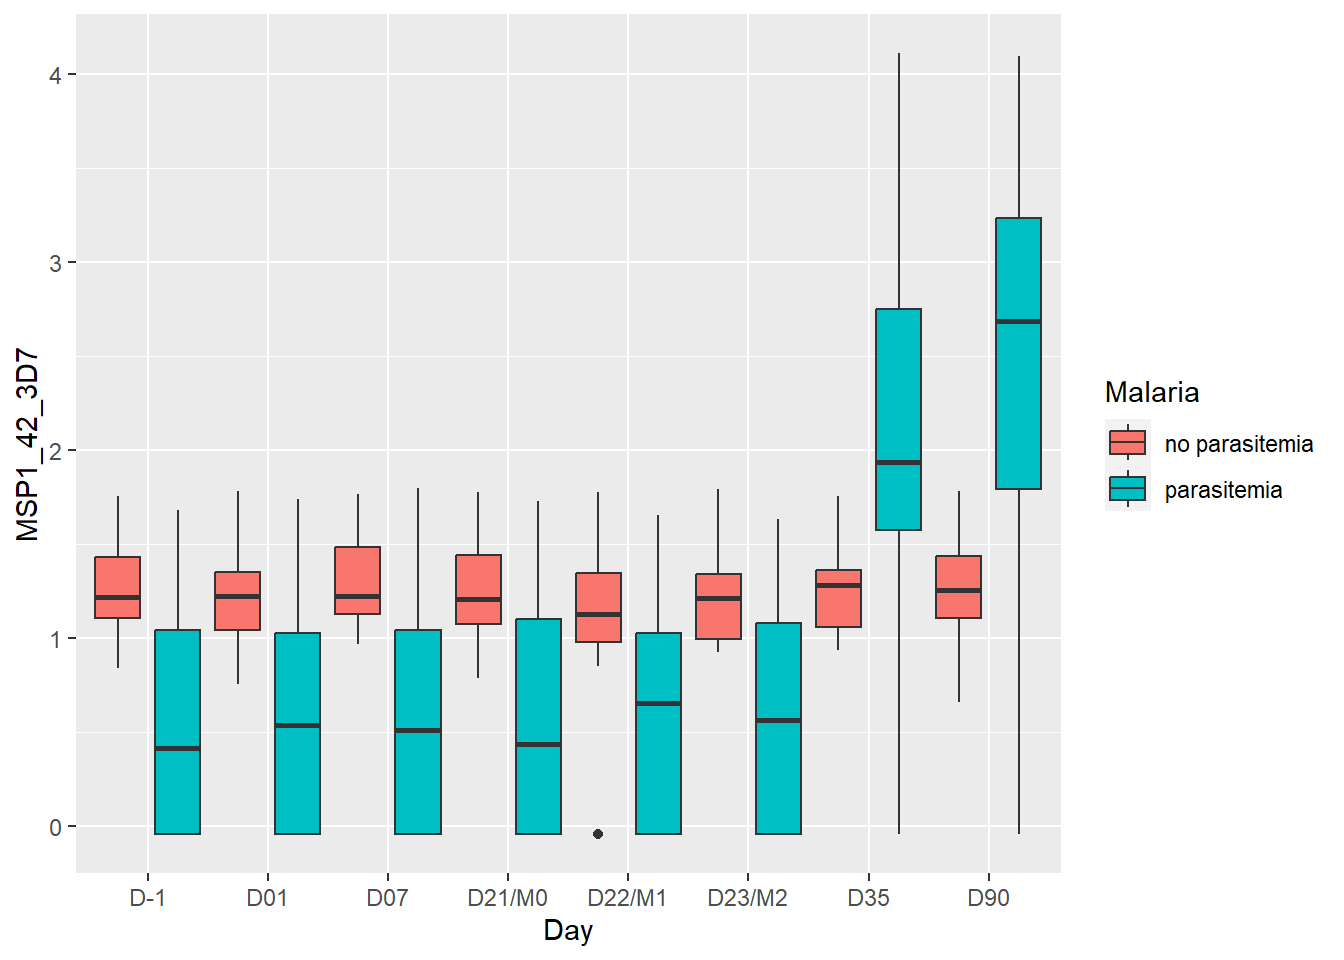 MSP1_42_3D7
4
3
2
1
0
D-1 D01 D07 D21/M0 D22/M1 D23/M2 D35 D90
Day
Malaria
no parasitemia
parasitemia